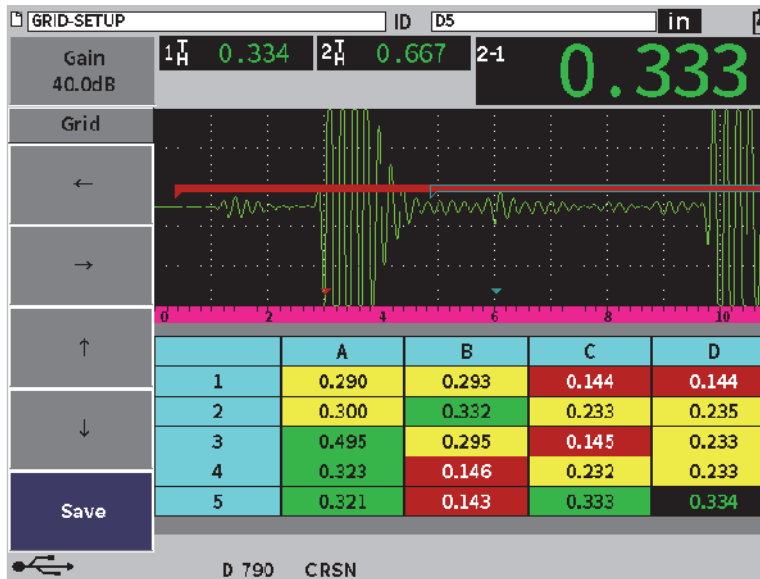 GRID-SETUP ID D5 in
Gain
40.0dB
1 TH 0.334 2 TH 0.667 2-1 0.333
Grid
←
→
↑
↓
Save
0 2 4 6 8 10
A B C D
1 0.290 0.293 0.144 0.144
2 0.300 0.332 0.233 0.235
3 0.495 0.295 0.145 0.233
4 0.323 0.146 0.232 0.233
5 0.321 0.143 0.333 0.334
D 790 CRSN